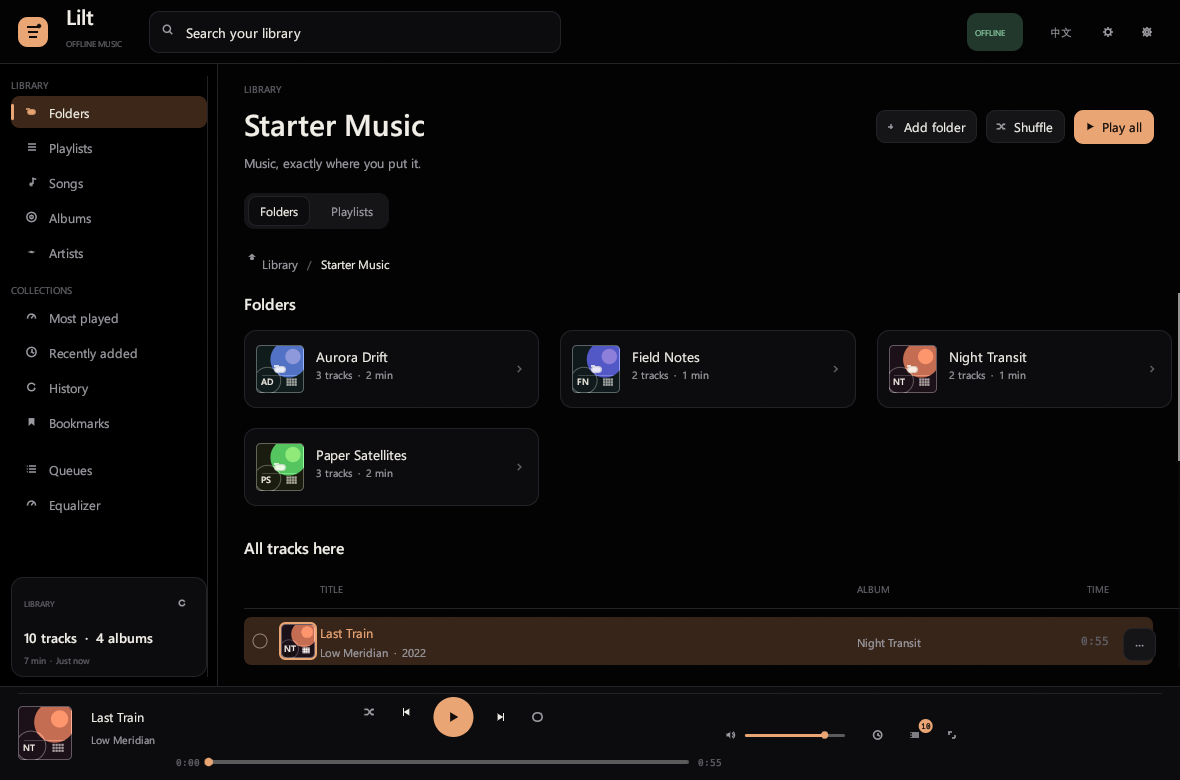 Lilt
OFFLINE MUSIC
Search your library
OFFLINE
中文
LIBRARY
Folders
Playlists
Songs
Albums
Artists
COLLECTIONS
Most played
Recently added
History
Bookmarks
Queues
Equalizer
LIBRARY
10 tracks · 4 albums
7 min · Just now
LIBRARY
Starter Music
Music, exactly where you put it.
Add folder
Shuffle
Play all
Folders
Playlists
Library / Starter Music
Folders
AD
Aurora Drift
3 tracks · 2 min
FN
Field Notes
2 tracks · 1 min
NT
Night Transit
2 tracks · 1 min
PS
Paper Satellites
3 tracks · 2 min
All tracks here
TITLE ALBUM TIME
NT
Last Train
Low Meridian · 2022
Night Transit
0:55
NT
Last Train
Low Meridian
0:00
0:55
10